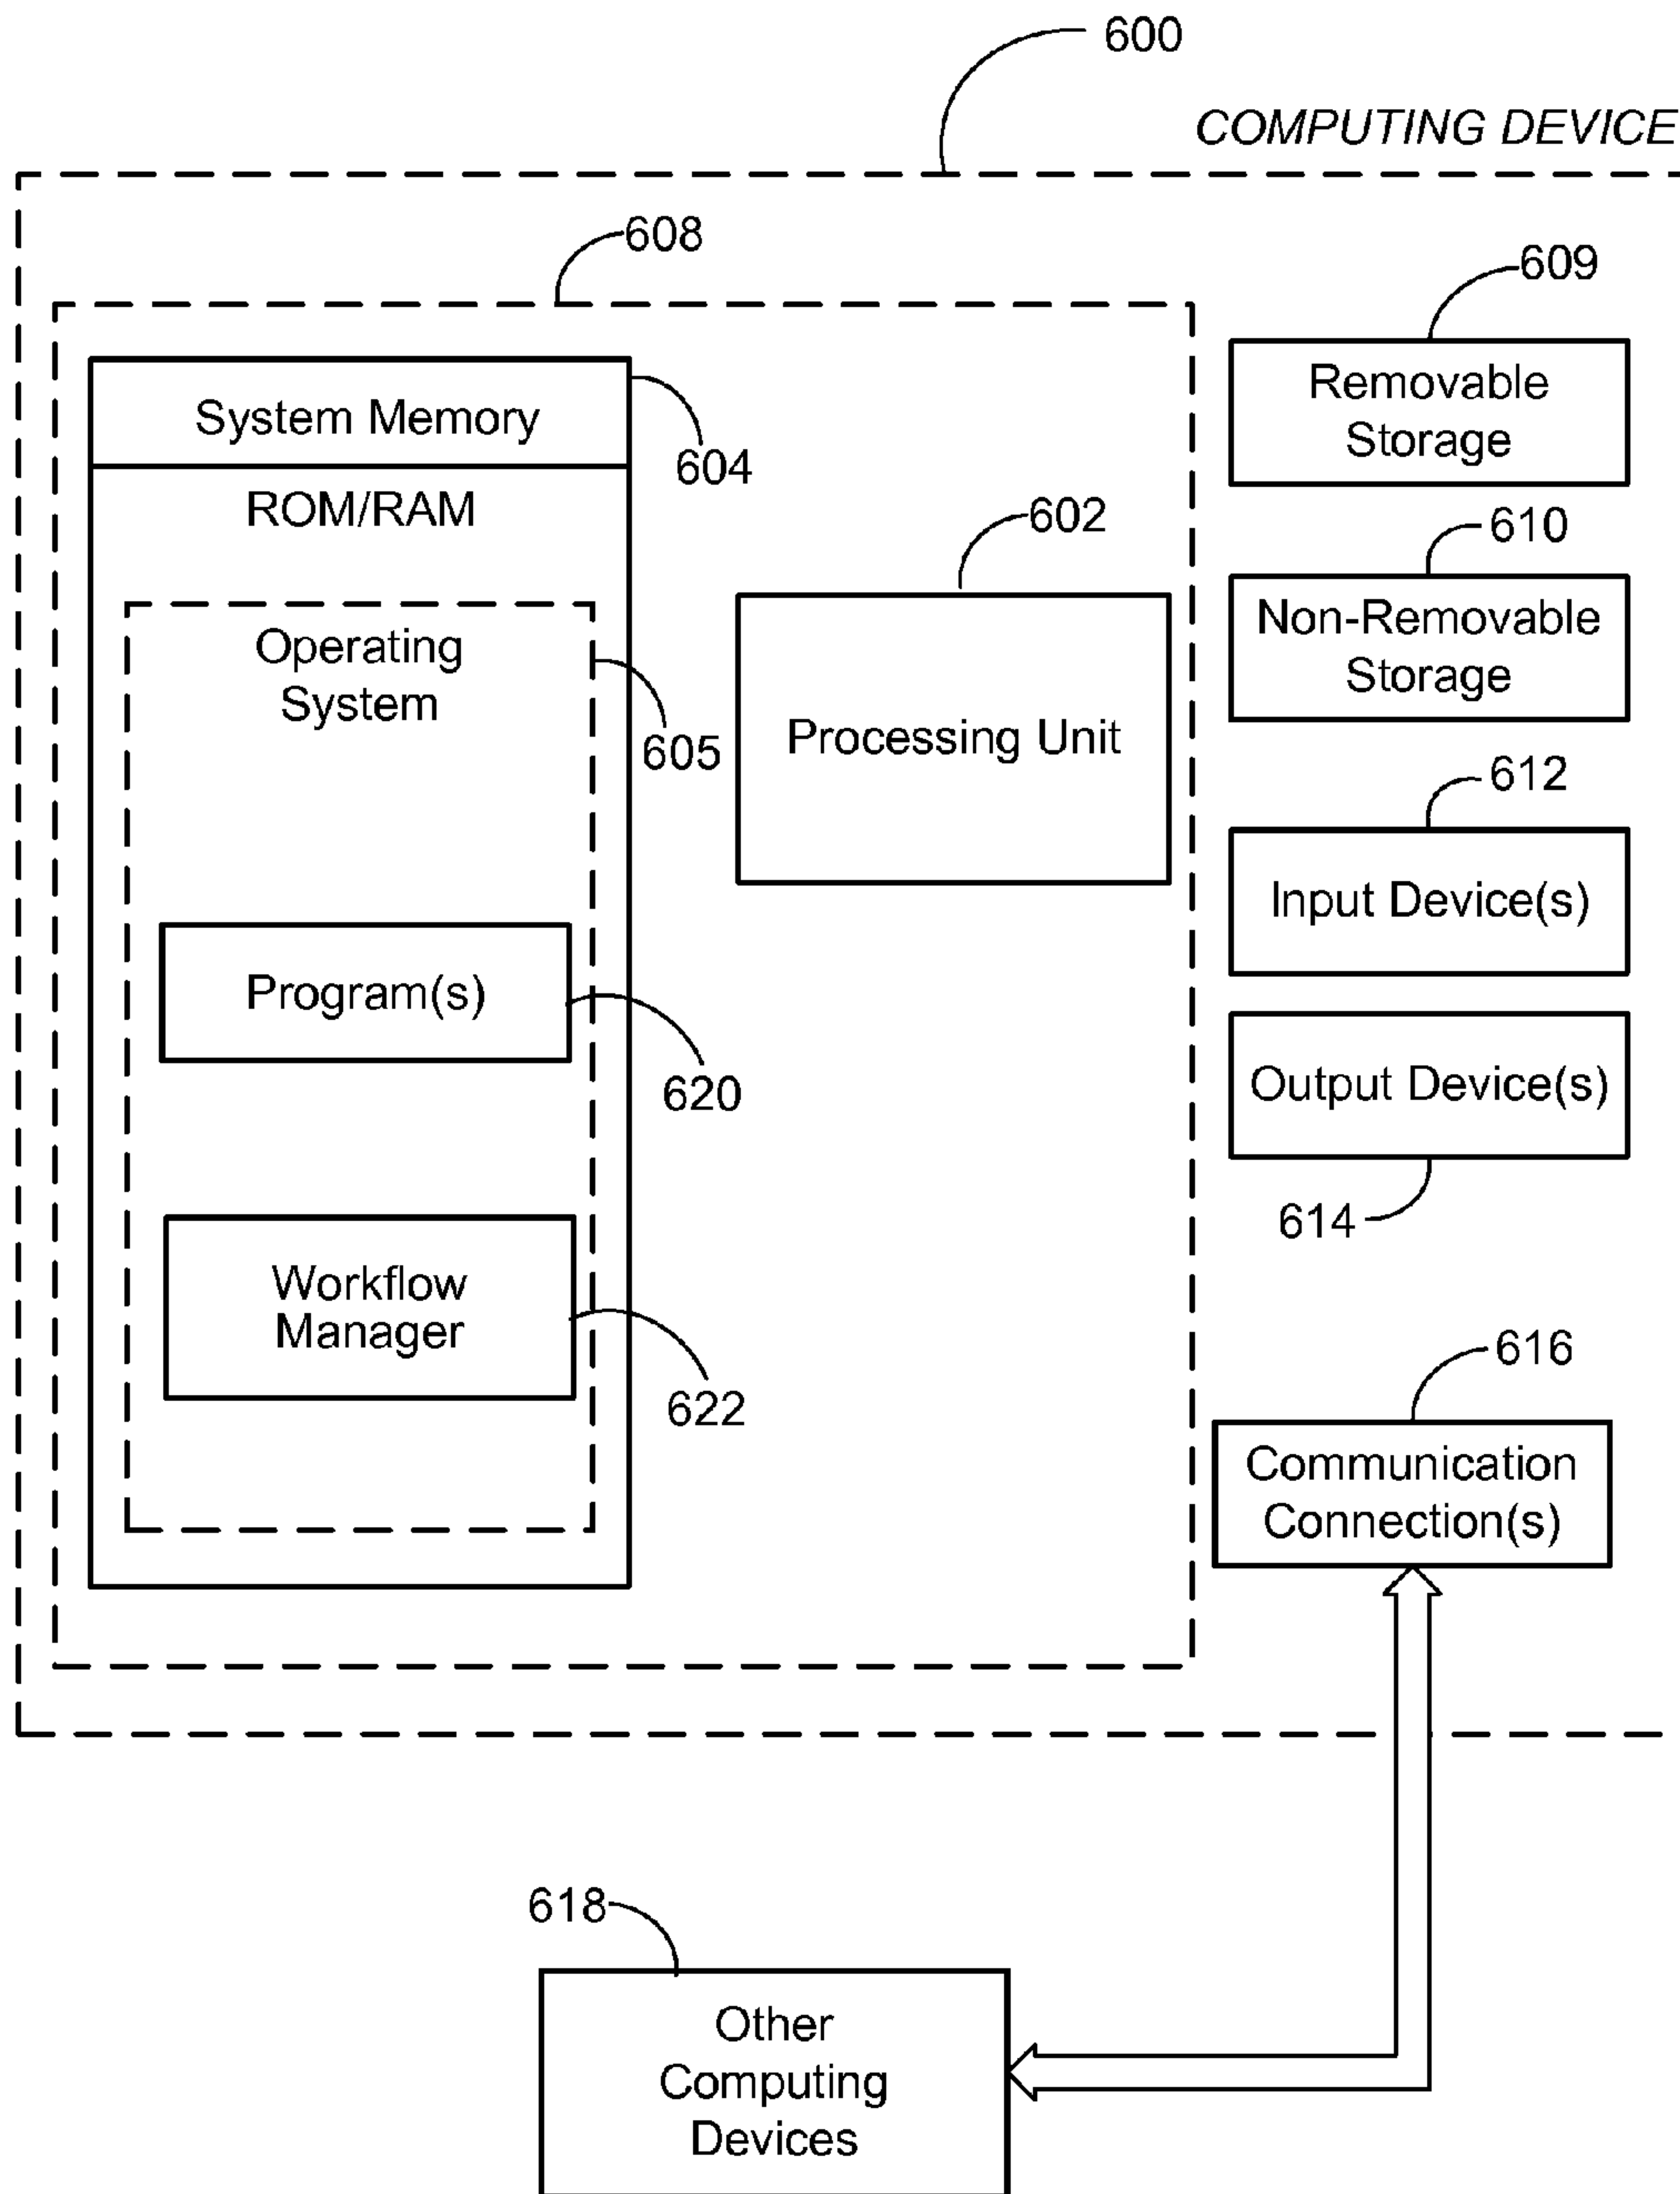 600
COMPUTING DEVICE
608
609
Removable
Storage
System Memory
604
ROM/RAM
602
610
Non-Removable
Storage
Operating
System
605
Processing Unit
612
Input Device(s)
Program(s)
620
Output Device(s)
614
Workflow
Manager
622
616
Communication
Connection(s)
618
Other
Computing
Devices